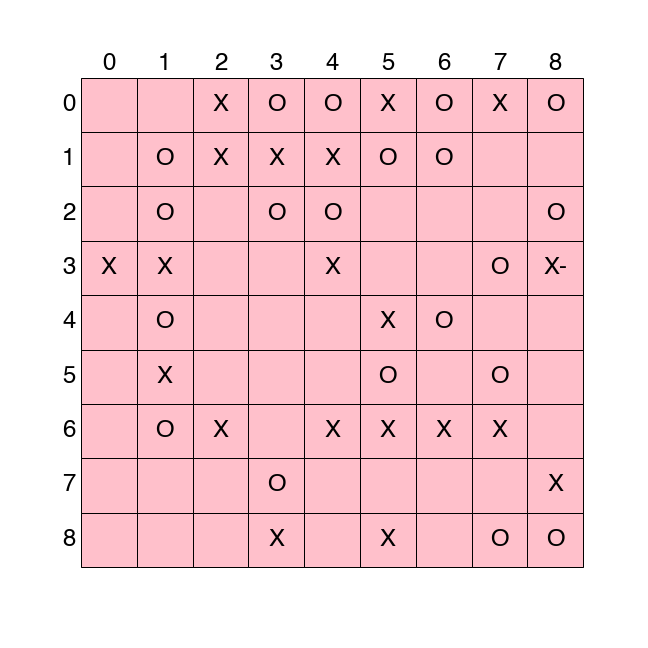 0 1 2 3 4 5 6 7 8
0 X O O X O X O
1 O X X X O O
2 O O O O
3 X X X O X-
4 O X O
5 X O O
6 O X X X X X
7 O X
8 X X O O